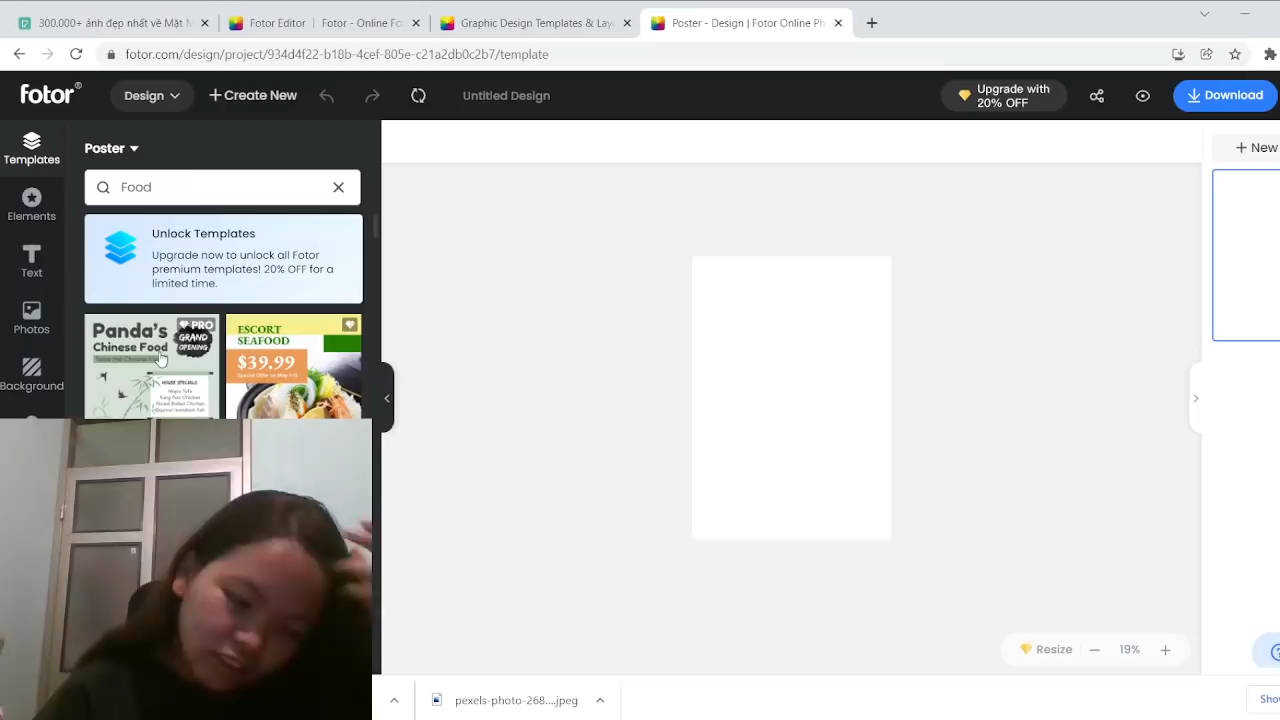 300.000+ ảnh đẹp nhất về Mặt
Fotor Editor
Fotor - Online Fo
Graphic Design Templates & Layo
Poster - Design | Fotor Online Ph
fotor.com/design/project/934d4f22-b18b-4cef-805e-c21a2db0c2b7/template
fotor®
Design
Create New
Untitled Design
Upgrade with
20% OFF
Download
Templates
Elements
Text
Photos
Background
Poster
Food
Unlock Templates
Upgrade now to unlock all Fotor
premium templates! 20% OFF for a
limited time.
Panda's
Chinese Food
PRO
GRAND
OPENING
HOUSE SPECIALS
ESCORT
SEAFOOD
$39.99
+ New
Resize
19%
pexels-photo-268....jpeg